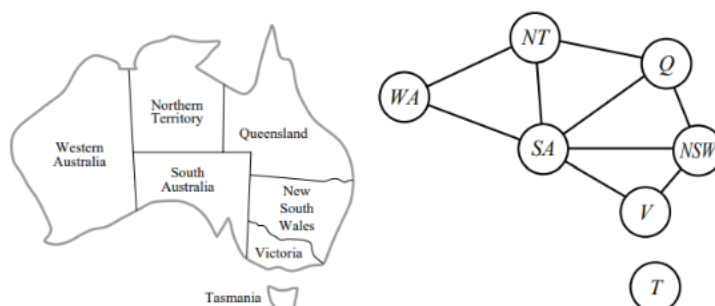 Northern
Territory
Western
Australia
Queensland
South
Australia
New
South
Wales
Victoria
Tasmania
NT
Q
WA
SA
NSW
V
T